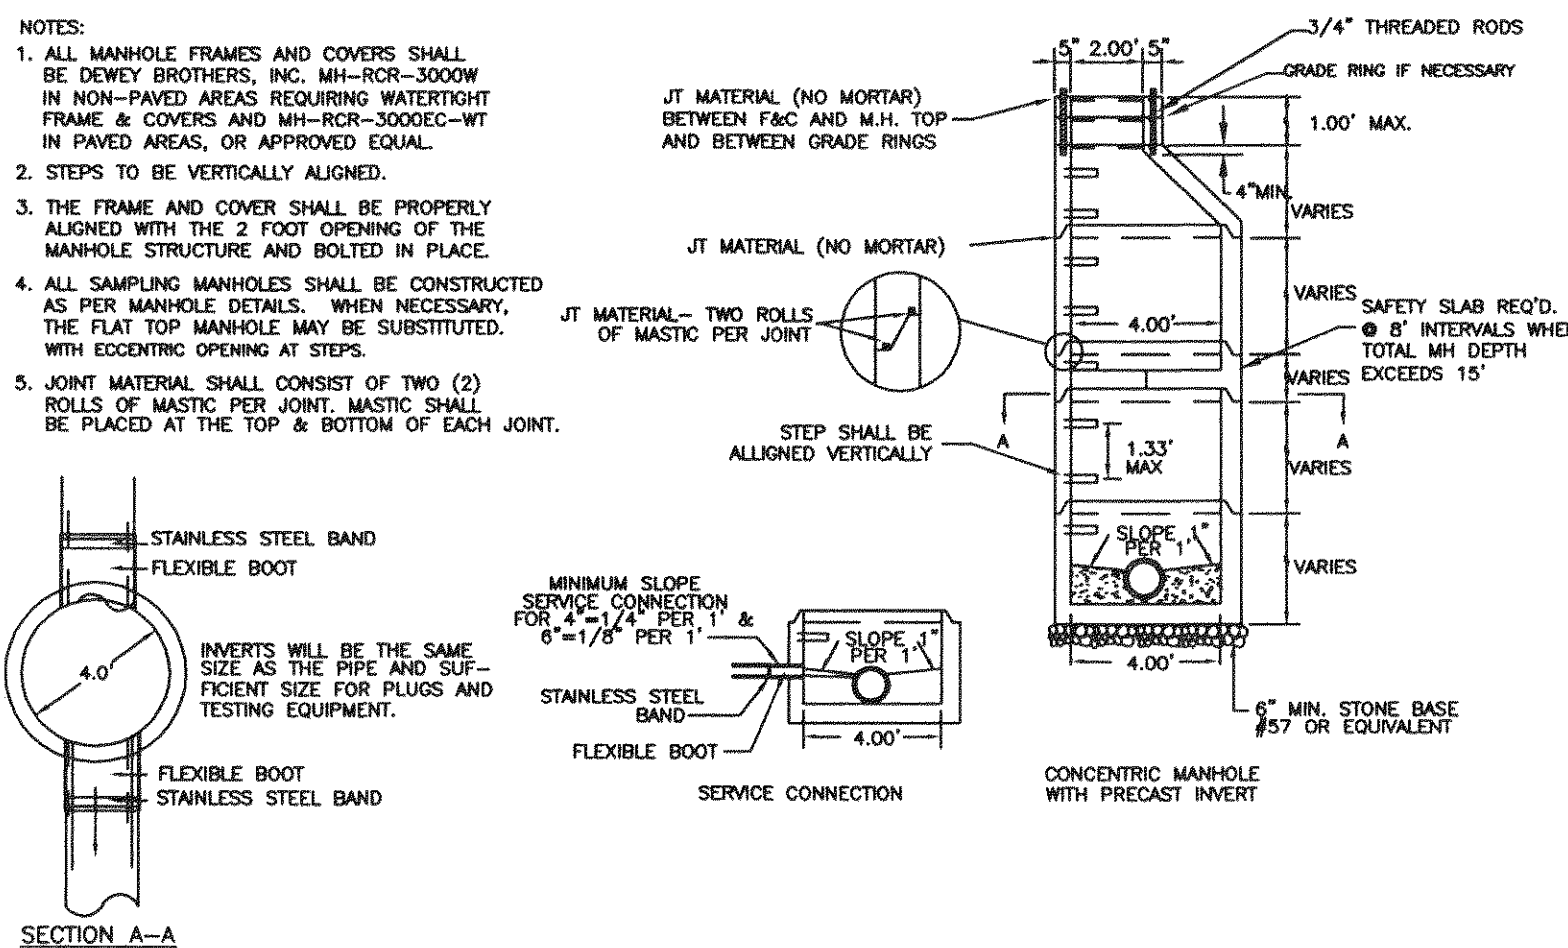 NOTES:
1. ALL MANHOLE FRAMES AND COVERS SHALL
BE DEWEY BROTHERS, INC. MH-RCR-3000W
IN NON-PAVED AREAS REQUIRING WATERTIGHT
FRAME & COVERS AND MH-RCR-3000EC-WT
IN PAVED AREAS, OR APPROVED EQUAL.
2. STEPS TO BE VERTICALLY ALIGNED.
3. THE FRAME AND COVER SHALL BE PROPERLY
ALIGNED WITH THE 2 FOOT OPENING OF THE
MANHOLE STRUCTURE AND BOLTED IN PLACE.
4. ALL SAMPLING MANHOLES SHALL BE CONSTRUCTED
AS PER MANHOLE DETAILS. WHEN NECESSARY,
THE FLAT TOP MANHOLE MAY BE SUBSTITUTED.
WITH ECCENTRIC OPENING AT STEPS.
5. JOINT MATERIAL SHALL CONSIST OF TWO (2)
ROLLS OF MASTIC PER JOINT. MASTIC SHALL
BE PLACED AT THE TOP & BOTTOM OF EACH JOINT.
STAINLESS STEEL BAND
FLEXIBLE BOOT
4.0'
INVERTS WILL BE THE SAME
SIZE AS THE PIPE AND SUF-
FICIENT SIZE FOR PLUGS AND
TESTING EQUIPMENT.
FLEXIBLE BOOT
STAINLESS STEEL BAND
SECTION A-A
MINIMUM SLOPE
SERVICE CONNECTION
FOR 4"=1/4" PER 1' &
6"=1/8" PER 1'
SLOPE 1"
PER 1'
STAINLESS STEEL
BAND
FLEXIBLE BOOT
4.00'
SERVICE CONNECTION
5" 2.00' 5"
3/4" THREADED RODS
GRADE RING IF NECESSARY
JT MATERIAL (NO MORTAR)
BETWEEN F&C AND M.H. TOP
AND BETWEEN GRADE RINGS
1.00' MAX.
4"MIN.
VARIES
JT MATERIAL (NO MORTAR)
JT MATERIAL- TWO ROLLS
OF MASTIC PER JOINT
VARIES
4.00'
SAFETY SLAB REQ'D.
@ 8' INTERVALS WHE
TOTAL MH DEPTH
EXCEEDS 15'
VARIES
A
A
STEP SHALL BE
ALLIGNED VERTICALLY
1.33'
MAX
VARIES
SLOPE 1"
PER 1'
VARIES
4.00'
6" MIN. STONE BASE
#57 OR EQUIVALENT
CONCENTRIC MANHOLE
WITH PRECAST INVERT